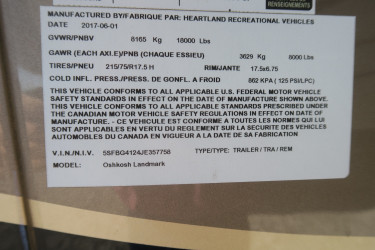 RENSEIGNEMENTS
MANUFACTURED BY/FABRIQUE PAR: HEARTLAND RECREATIONAL VEHICLES
DATE 2017-06-01
GVWR/PNBV 8165 Kg. 18000 Lbs
GAWR (EACH AXLE)/PNB (CHAQUE ESSIEU) 3629 Kg 8000 Lbs
TIRES/PNEU 215/75/R17.5 H RIM/JANTE 17.5x6.75
COLD INFL. PRESS./PRESS. DE GONFL. A FROID 862 KPA ( 125 PSI/LPC)
THIS VEHICLE CONFORMS TO ALL APPLICABLE U.S. FEDERAL MOTOR VEHICLE
SAFETY STANDARDS IN EFFECT ON THE DATE OF MANUFACTURE SHOWN ABOVE.
THIS VEHICLE CONFORMS TO ALL APPLICABLE STANDARDS PRESCRIBED UNDER
THE CANADIAN MOTOR VEHICLE SAFETY REGULATIONS IN EFFECT ON DATE OF
MANUFACTURE. - CE VEHICULE EST CONFORME A TOUTES LES NORMES QUI LUI
SONT APPLICABLES EN VERTU DU REGLEMENT SUR LA SECURITE DES VEHICLES
AUTOMOBILES DU CANADA EN VIGUEUR A LA DATE DE SA FABRICATION
V.I.N./N.I.V. 5SFBG4124JE357758 TYPE/TYPE: TRAILER / TRA / REM
MODEL: Oshkosh Landmark